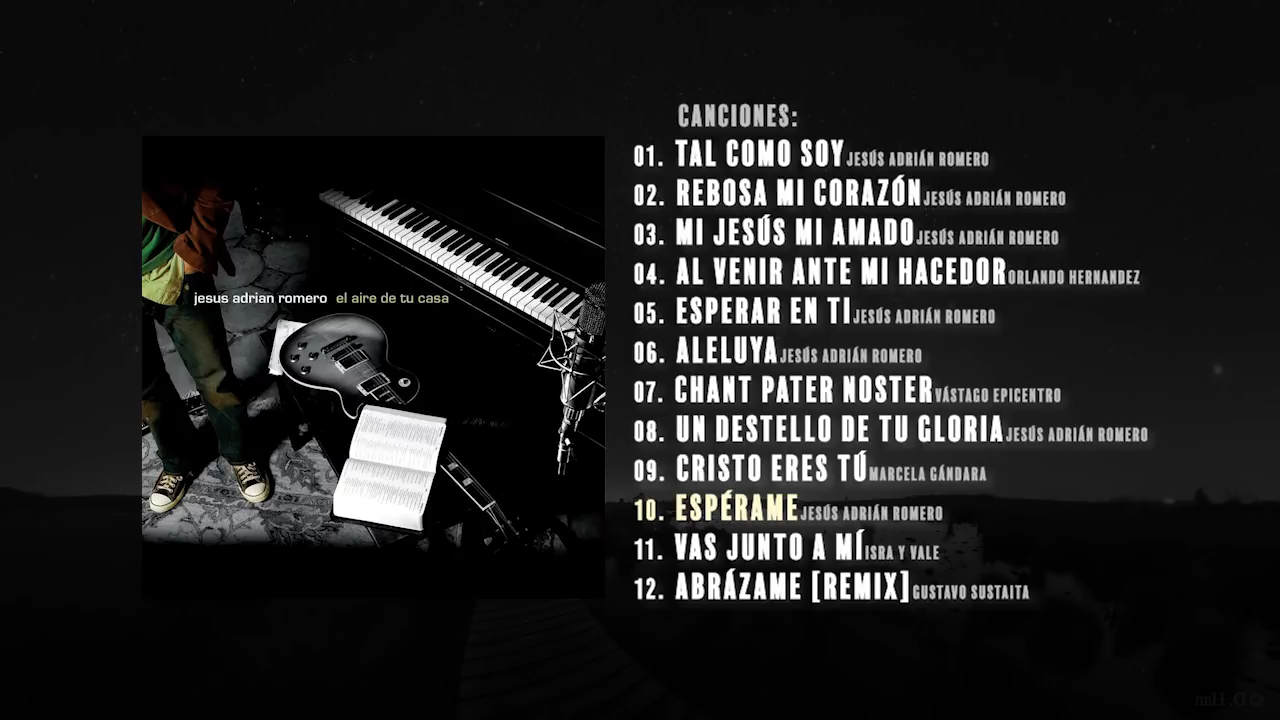 CANCIONES:
01. TAL COMO SOY JESÚS ADRIÁN ROMERO
02. REBOSA MI CORAZÓN JESÚS ADRIÁN ROMERO
03. MI JESÚS MI AMADO JESÚS ADRIÁN ROMERO
04. AL VENIR ANTE MI HACEDOR ORLANDO HERNANDEZ
jesus adrian romero el aire de tu casa
05. ESPERAR EN TI JESÚS ADRIÁN ROMERO
06. ALELUYA JESÚS ADRIÁN ROMERO
07. CHANT PATER NOSTER VÁSTAGO EPICENTRO
08. UN DESTELLO DE TU GLORIA JESÚS ADRIÁN ROMERO
09. CRISTO ERES TÚ MARCELA GÁNDARA
10. ESPÉRAME JESÚS ADRIÁN ROMERO
11. VAS JUNTO A MÍ ISRA Y VALE
12. ABRÁZAME [REMIX] GUSTAVO SUSTAITA
© D. Han